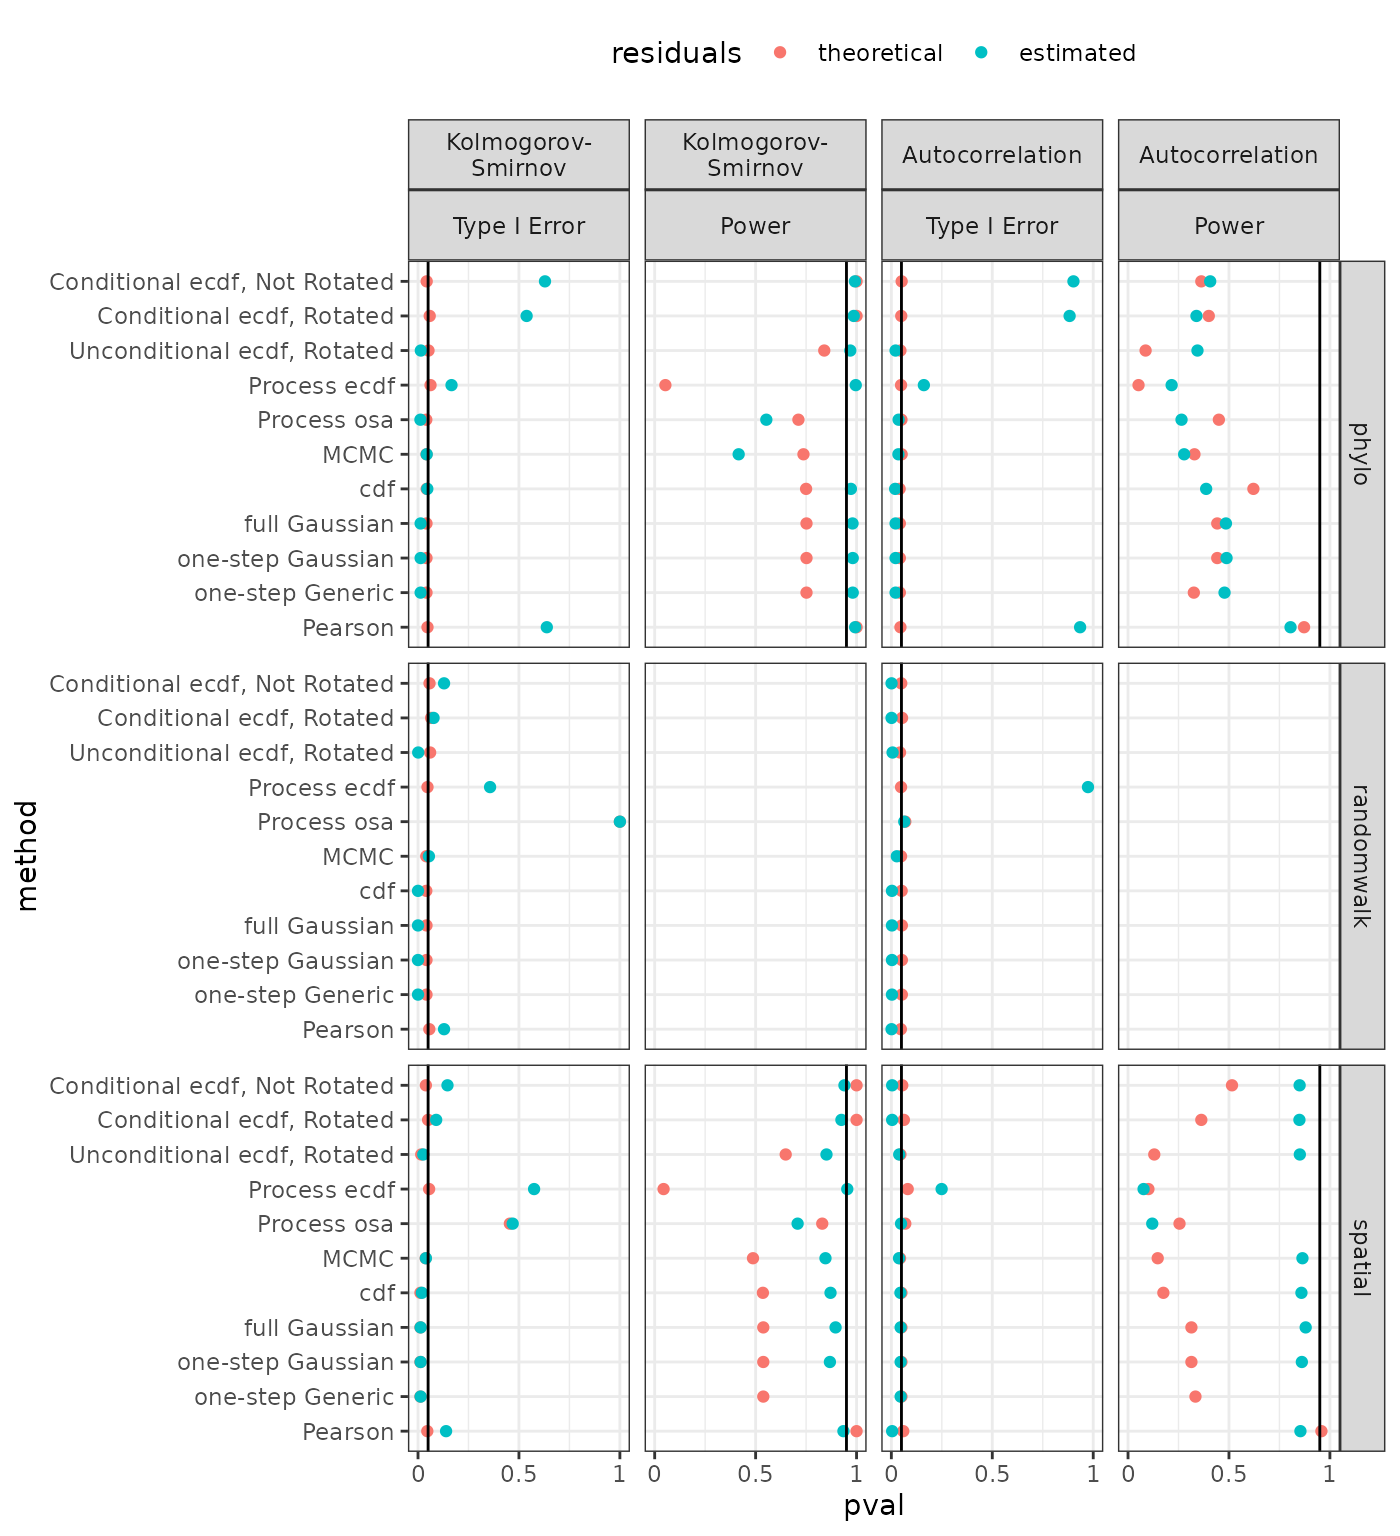 residuals theoretical estimated
Kolmogorov-
Smirnov
Kolmogorov-
Smirnov
Autocorrelation
Autocorrelation
Type I Error
Power
Type I Error
Power
Conditional ecdf, Not Rotated
Conditional ecdf, Rotated
Unconditional ecdf, Rotated
Process ecdf
Process osa
MCMC
cdf
full Gaussian
one-step Gaussian
one-step Generic
Pearson
phylo
Conditional ecdf, Not Rotated
Conditional ecdf, Rotated
Unconditional ecdf, Rotated
Process ecdf
Process osa
MCMC
cdf
full Gaussian
one-step Gaussian
one-step Generic
Pearson
randomwalk
method
Conditional ecdf, Not Rotated
Conditional ecdf, Rotated
Unconditional ecdf, Rotated
Process ecdf
Process osa
MCMC
cdf
full Gaussian
one-step Gaussian
one-step Generic
Pearson
spatial
0 0.5 1 0 0.5 1 0 0.5 1 0 0.5 1
pval